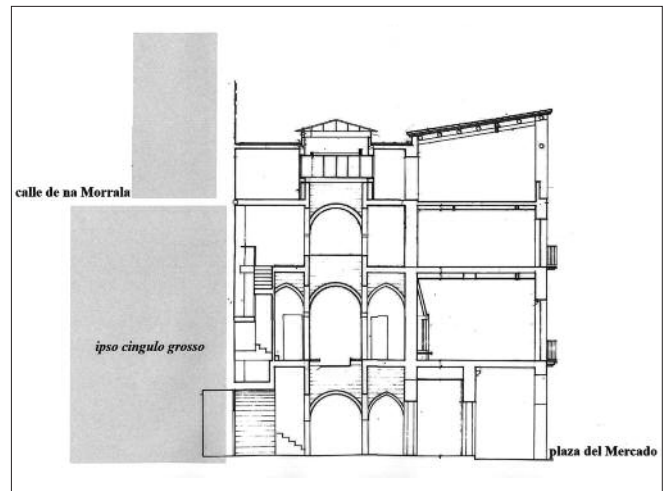 calle de na Morrala
ipso cingulo grosso
plaza del Mercado